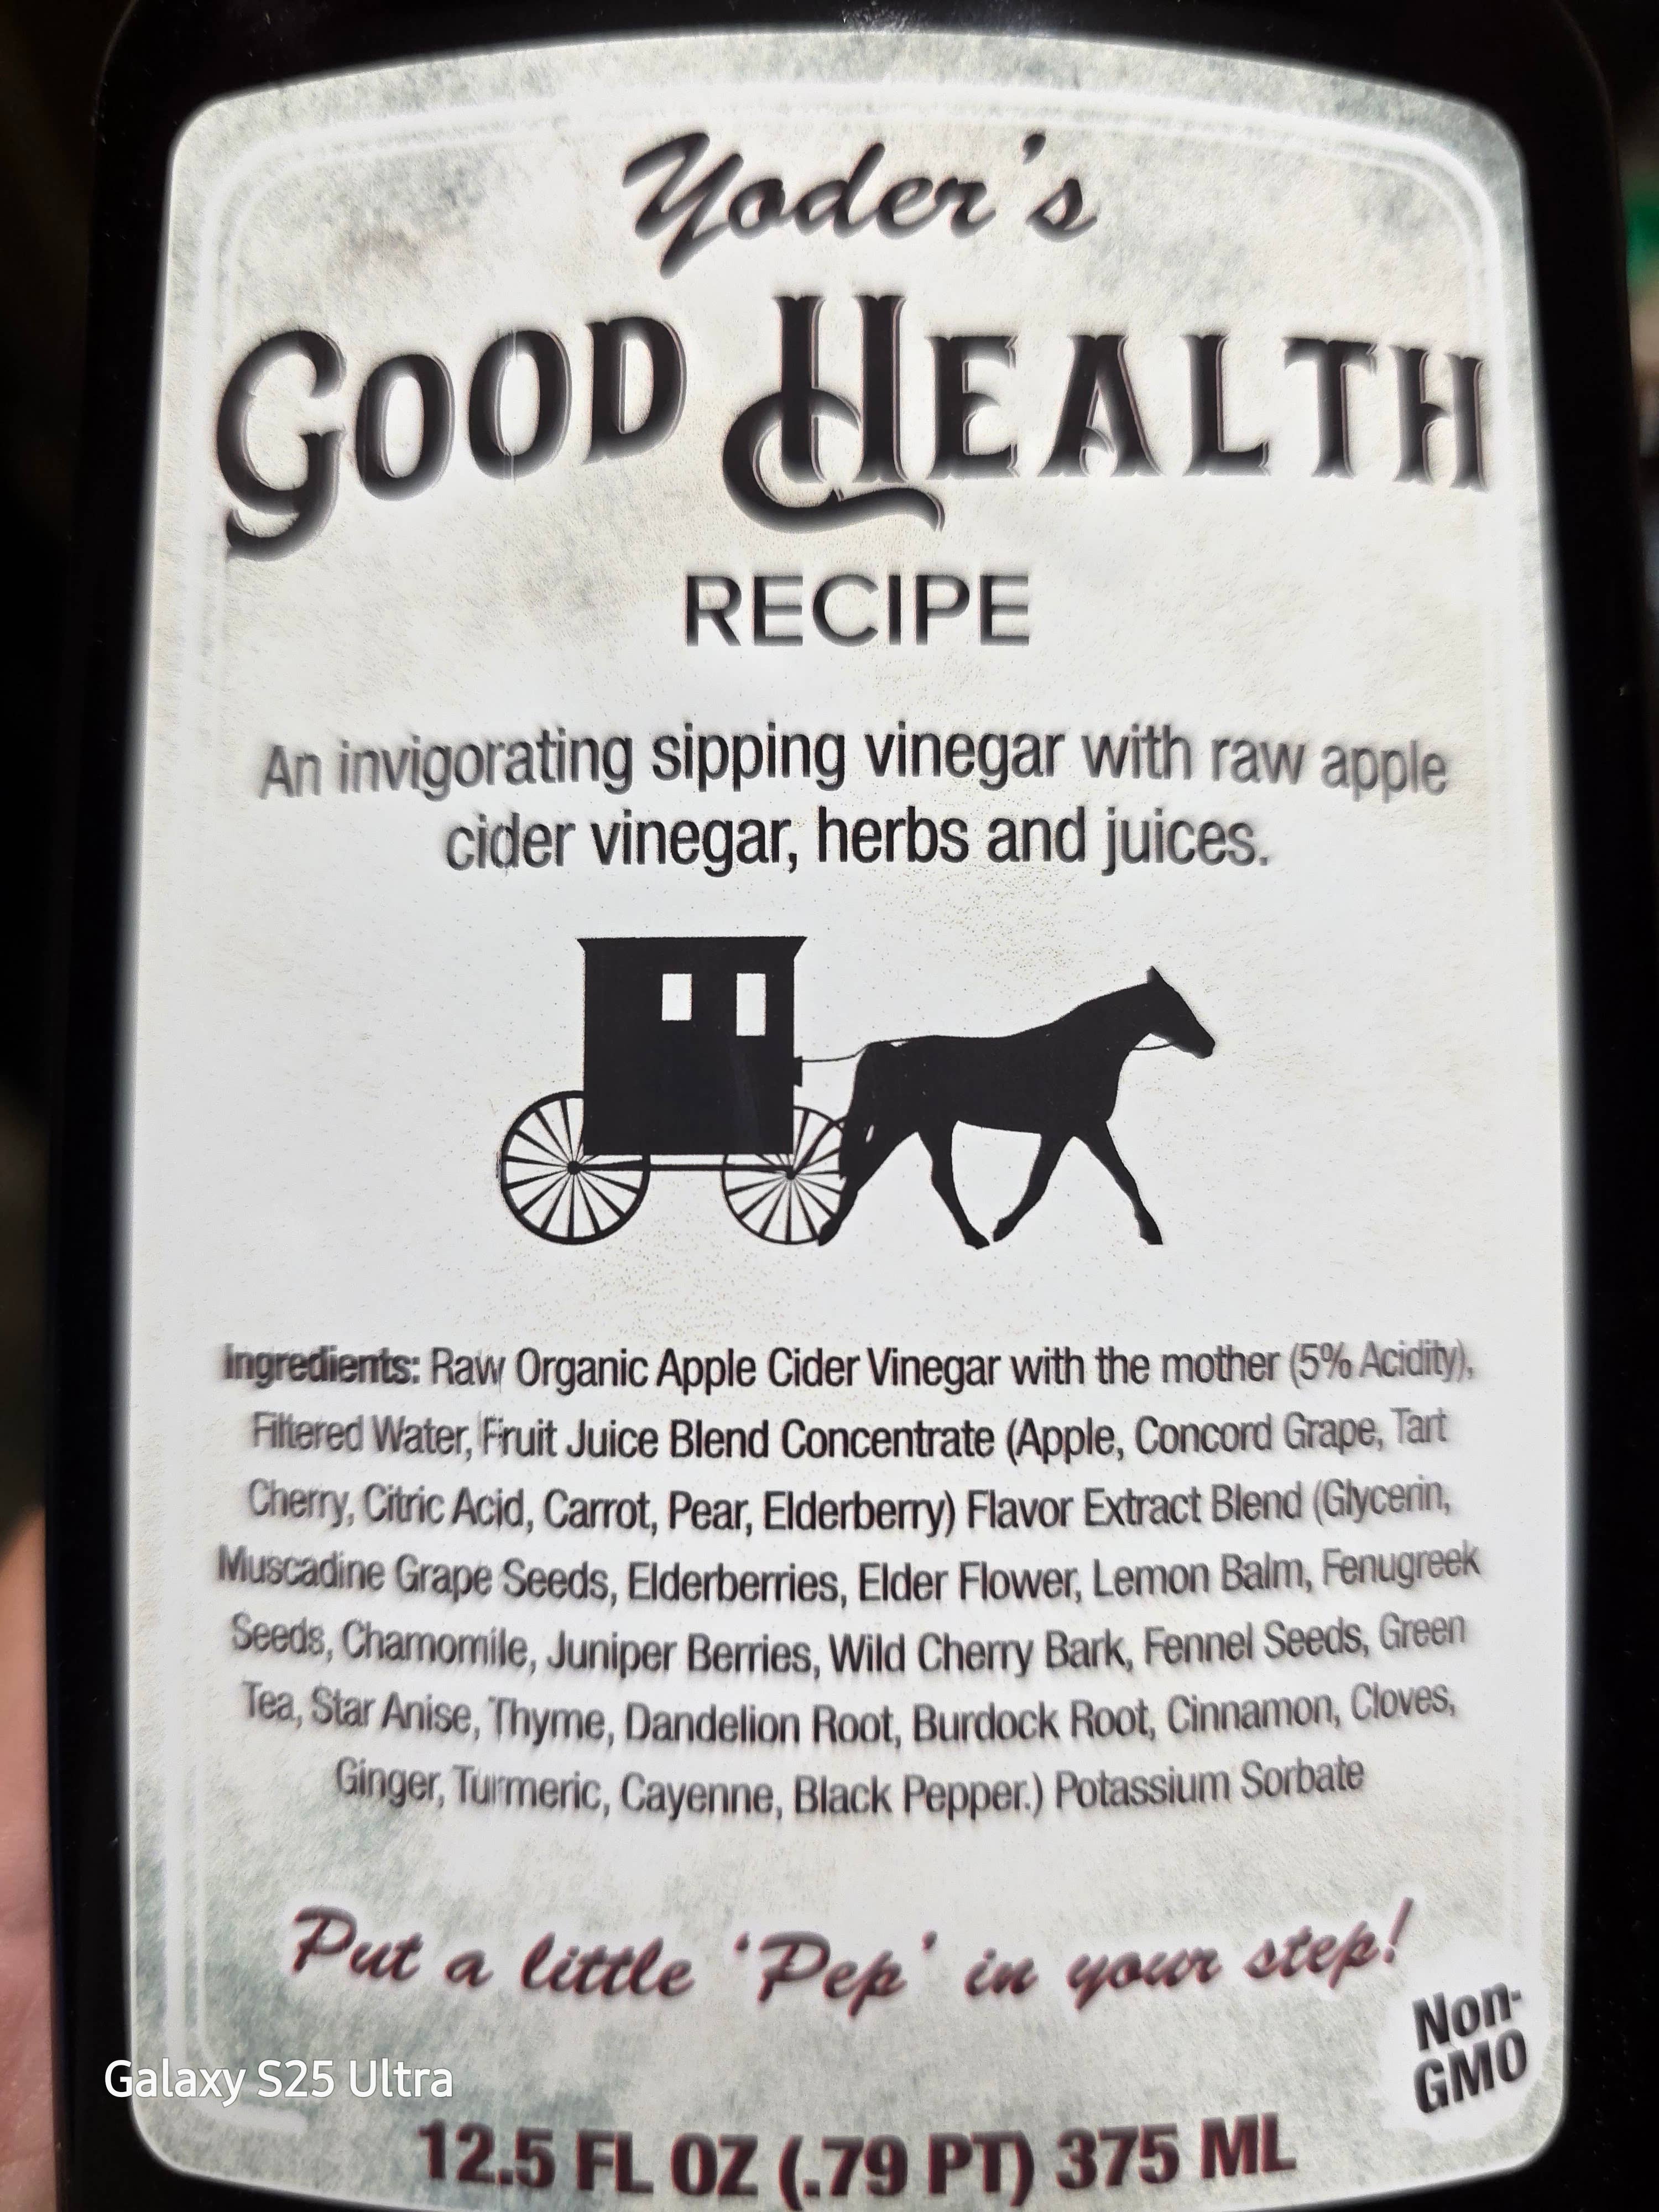 Yoder's
GOOD HEALTH
RECIPE
An invigorating sipping vinegar with raw apple
cider vinegar, herbs and juices.
Ingredients: Raw Organic Apple Cider Vinegar with the mother (5% Acidity),
Filtered Water, Fruit Juice Blend Concentrate (Apple, Concord Grape, Tart
Cherry, Citric Acid, Carrot, Pear, Elderberry) Flavor Extract Blend (Glycerin,
Muscadine Grape Seeds, Elderberries, Elder Flower, Lemon Balm, Fenugreek
Seeds, Chamomile, Juniper Berries, Wild Cherry Bark, Fennel Seeds, Green
Tea, Star Anise, Thyme, Dandelion Root, Burdock Root, Cinnamon, Cloves,
Ginger, Turmeric, Cayenne, Black Pepper.) Potassium Sorbate
Put a little 'Pep' in your step!
Non-
GMO
Galaxy S25 Ultra
12.5 FL OZ (.79 PT) 375 ML